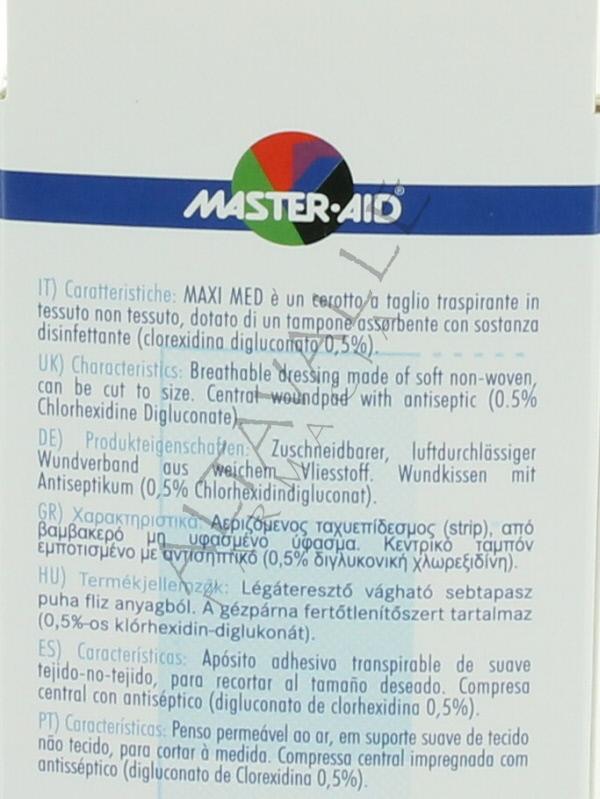 MASTER·AID®
IT) Caratteristiche: MAXI MED è un cerotto a taglio traspirante in
tessuto non tessuto, dotato di un tampone assorbente con sostanza
disinfettante (clorexidina digluconato 0,5%).
UK) Characteristics: Breathable dressing made of soft non-woven,
can be cut to size. Central woundpad with antiseptic (0.5%
Chlorhexidine Digluconate)
DE) Produkteigenschaften: Zuschneidbarer, luftdurchlässiger
Wundverband aus weichem Vliesstoff. Wundkissen mit
Antiseptikum (0,5% Chlorhexidindigluconat).
GR) Χαρακτηριστικά: Αεριζόμενος ταχυεπίδεσμος (strip), από
βαμβακερό μη υφασμένο ύφασμα. Κεντρικό ταμπόν
εμποτισμένο με αντισηπτικό (0,5% διγλυκονική χλωρεξιδίνη).
HU) Termékjellemzők: Légáteresztő vágható sebtapasz
puha fliz anyagból. A gézpárna fertőtlenítőszert tartalmaz
(0,5%-os klórhexidin-diglukonát).
ES) Características: Apósito adhesivo transpirable de suave
tejido-no-tejido, para recortar al tamaño deseado. Compresa
central con antiséptico (digluconato de clorhexidina 0,5%).
PT) Características: Penso permeável ao ar, em suporte suave de tecido
não tecido, para cortar à medida. Compressa central impregnada com
antisséptico (digluconato de Clorexidina 0,5%).
ALTAVALLE
FARMACIA